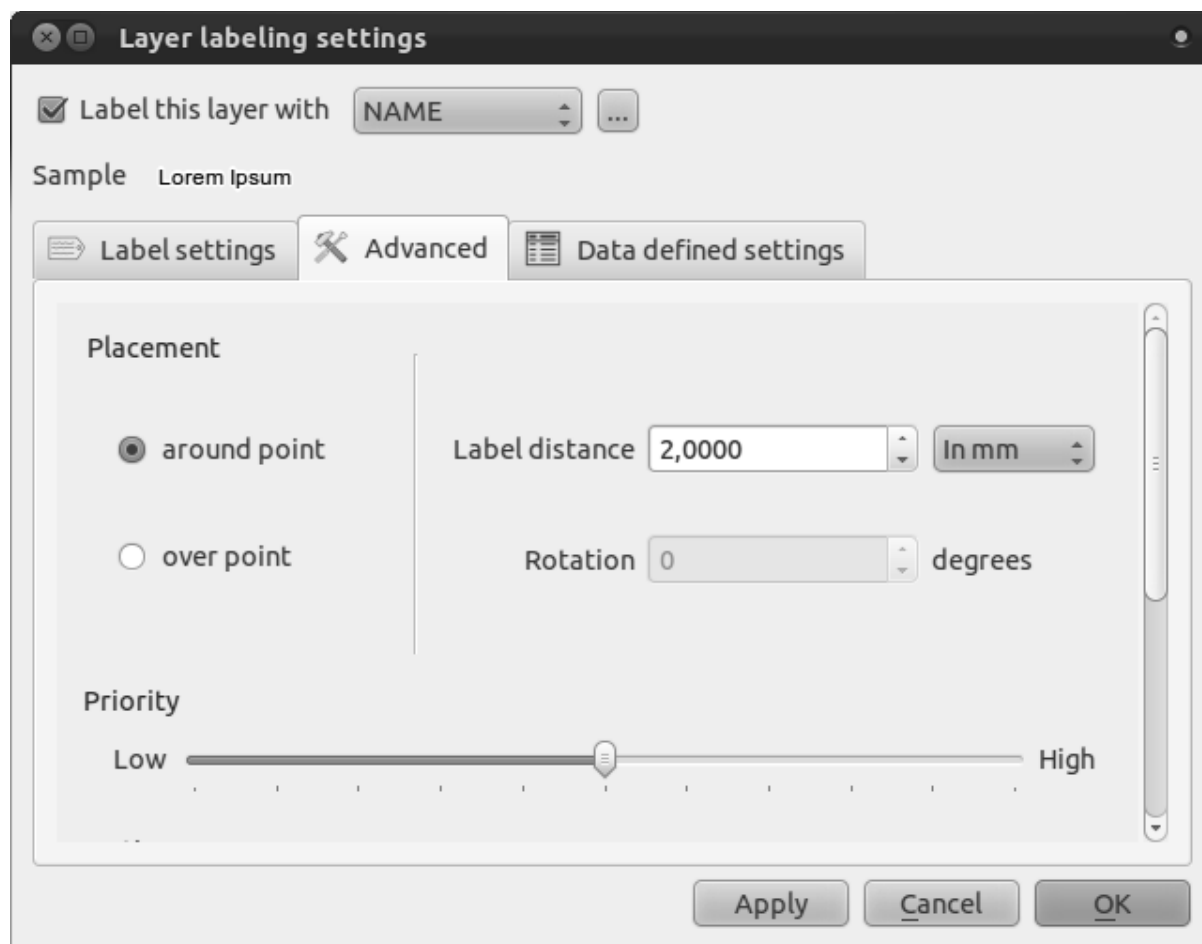 Layer labeling settings
Label this layer with NAME ...
Sample Lorem Ipsum
Label settings Advanced Data defined settings
Placement
around point Label distance 2,0000 In mm
over point Rotation 0 degrees
Priority
Low High
Apply Cancel OK